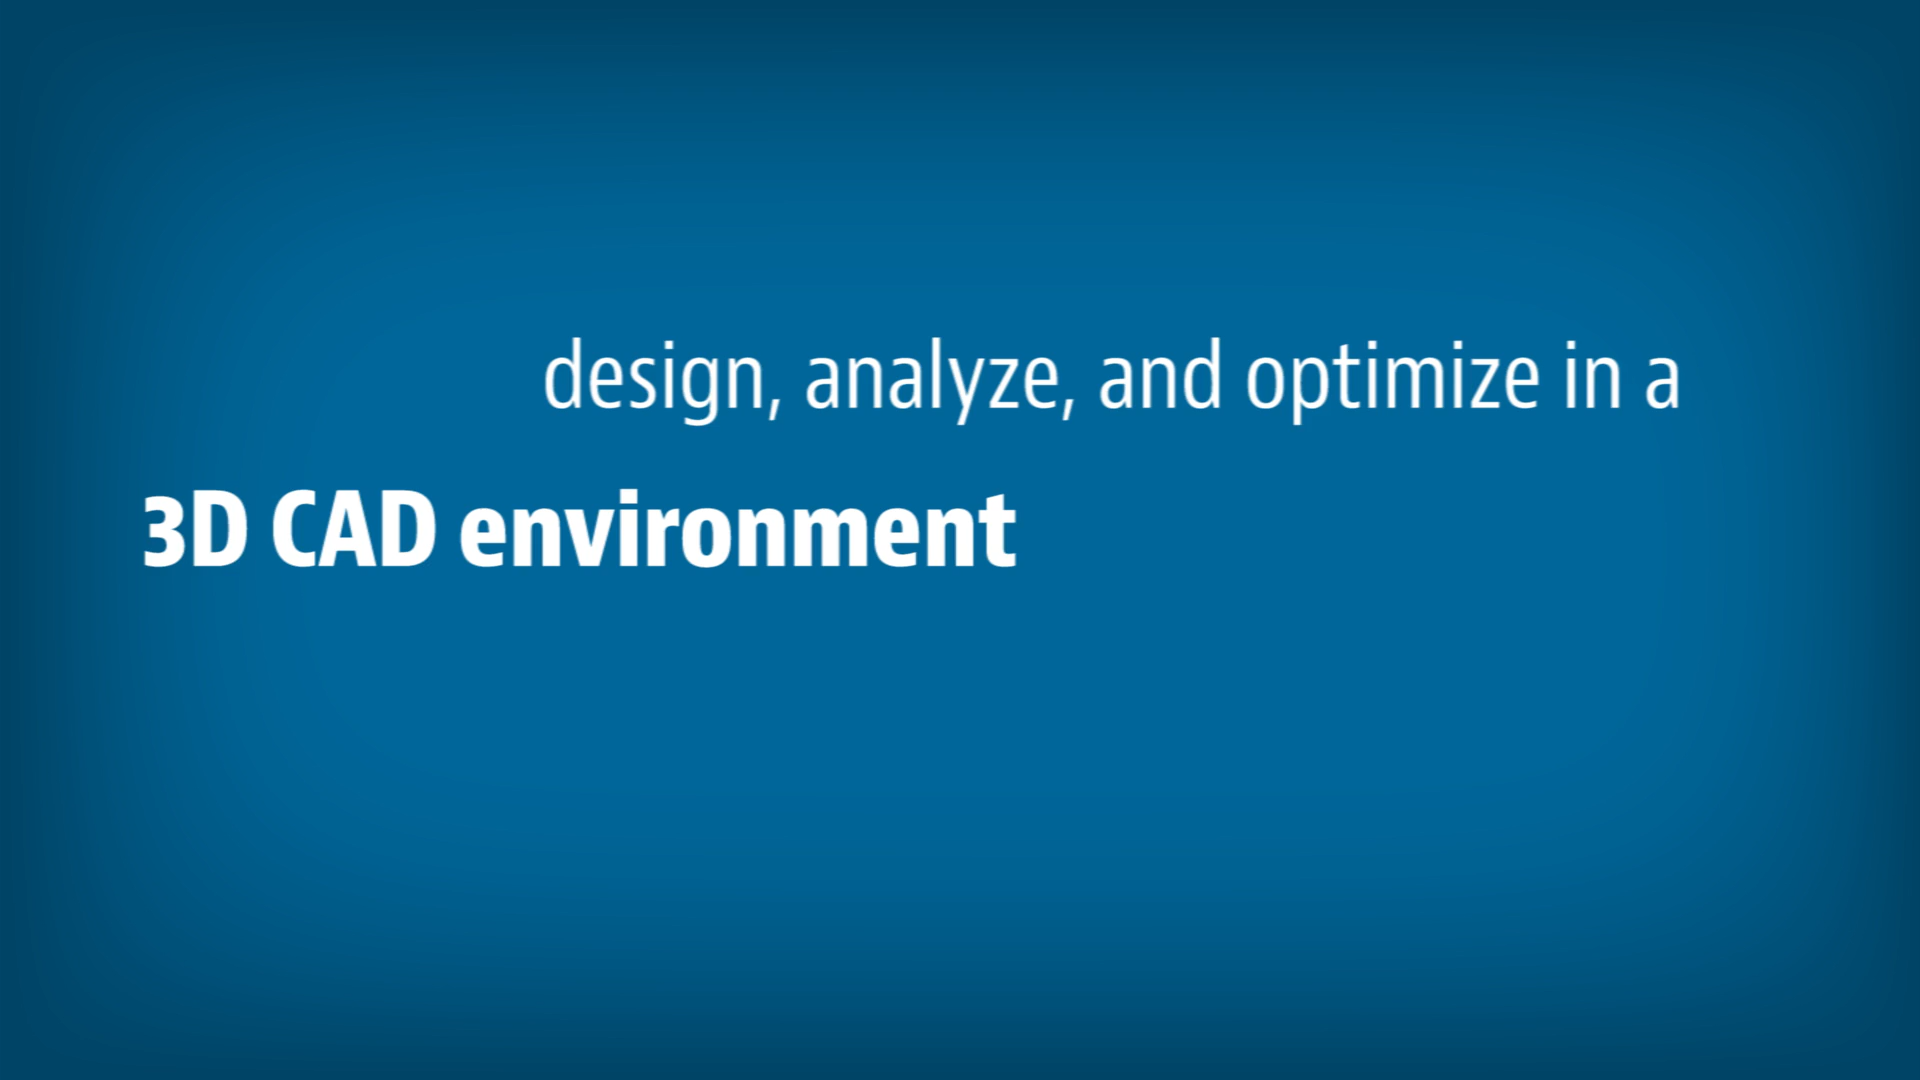 design, analyze, and optimize in a
3D CAD environment